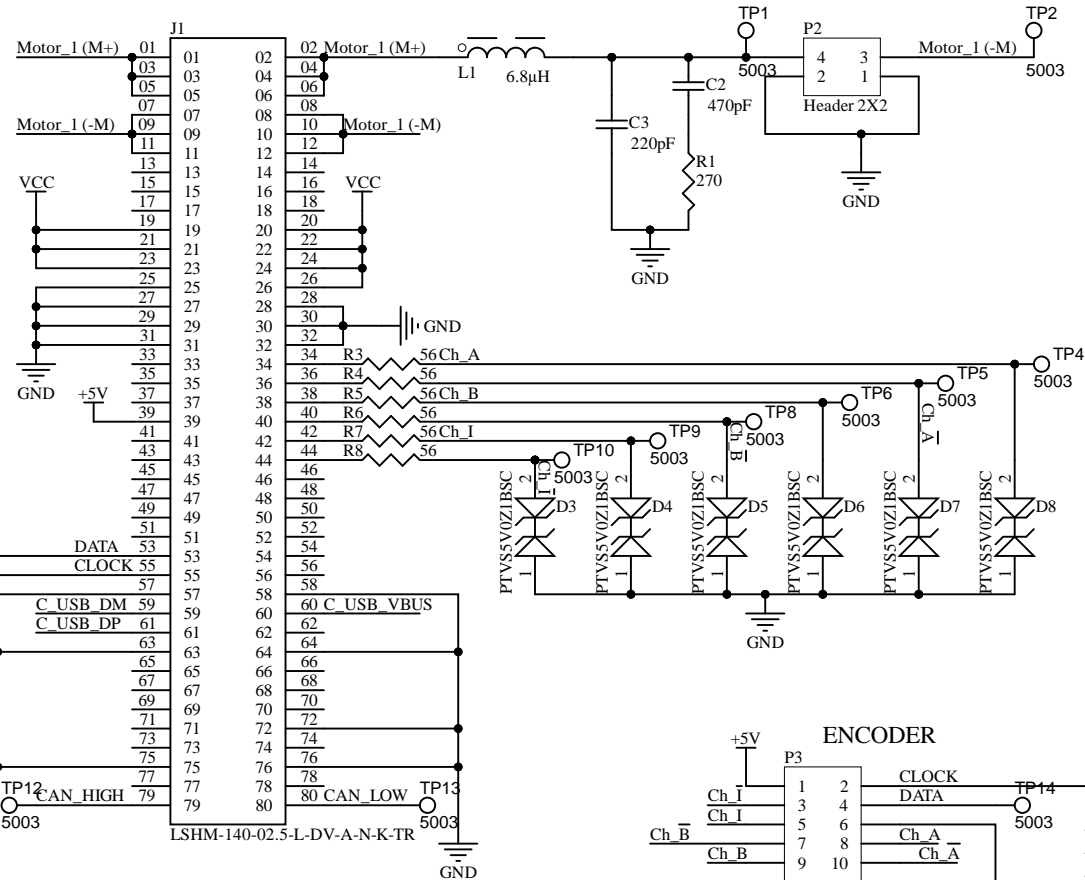 J1
Motor_1 (M+) 01 01 02 02 Motor_1 (M+)
03 03 04 04
05 05 06 06
07 07 08 08
Motor_1 (-M) 09 09 10 10 Motor_1 (-M)
11 11 12 12
13 13 14 14
15 15 16 16
17 17 18 18
19 19 20 20
21 21 22 22
23 23 24 24
25 25 26 26
27 27 28 28
29 29 30 30
31 31 32 32
33 33 34 34
35 35 36 36
37 37 38 38
39 39 40 40
41 41 42 42
43 43 44 44
45 45 46 46
47 47 48 48
49 49 50 50
51 51 52 52
DATA 53 53 54 54
CLOCK 55 55 56 56
57 57 58 58
C_USB_DM 59 59 60 60 C_USB_VBUS
C_USB_DP 61 61 62 62
63 63 64 64
65 65 66 66
67 67 68 68
69 69 70 70
71 71 72 72
73 73 74 74
75 75 76 76
77 77 78 78
CAN_HIGH 79 79 80 80 CAN_LOW
LSHM-140-02.5-L-DV-A-N-K-TR
VCC
VCC
GND
GND
+5V
TP12
5003
TP13
5003
GND
L1 6.8µH
C3
220pF
C2
470pF
R1
270
GND
TP1
5003
P2
4 3
2 1
Header 2X2
Motor_1 (-M)
TP2
5003
GND
R3 56 Ch_A
R4 56
R5 56 Ch_B
R6 56
R7 56 Ch_I
R8 56
TP4
5003
TP5
5003
Ch_A
TP6
5003
TP8
5003
Ch_B
TP9
5003
TP10
5003
Ch_I
PTVS5V0Z1BSC 2 1 D3
PTVS5V0Z1BSC 2 1 D4
PTVS5V0Z1BSC 2 1 D5
PTVS5V0Z1BSC 2 1 D6
PTVS5V0Z1BSC 2 1 D7
PTVS5V0Z1BSC 2 1 D8
GND
ENCODER
+5V
P3
1 2 CLOCK
Ch_I 3 4 DATA
Ch_I 5 6
Ch_B 7 8 Ch_A
Ch_B 9 10 Ch_A
TP14
5003